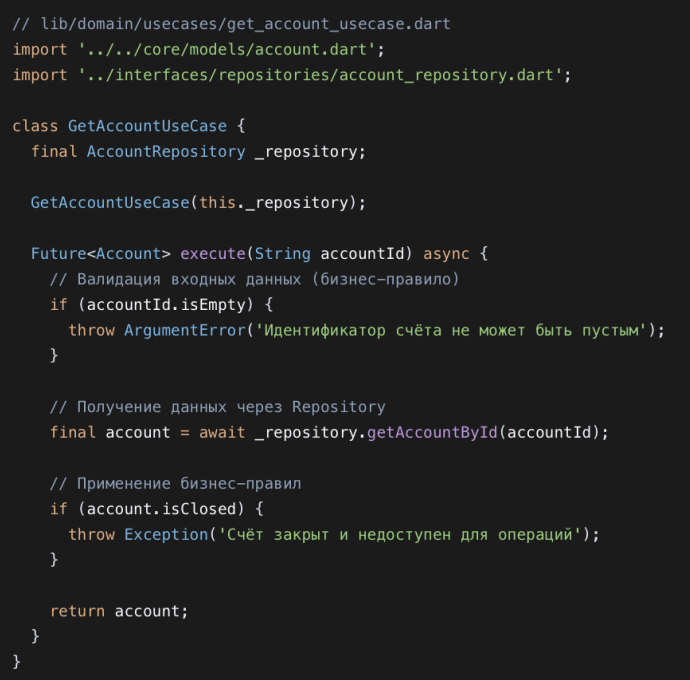 // lib/domain/usecases/get_account_usecase.dart
import '../../core/models/account.dart';
import '../interfaces/repositories/account_repository.dart';

class GetAccountUseCase {
  final AccountRepository _repository;

  GetAccountUseCase(this._repository);

  Future<Account> execute(String accountId) async {
    // Валидация входных данных (бизнес-правило)
    if (accountId.isEmpty) {
      throw ArgumentError('Идентификатор счёта не может быть пустым');
    }

    // Получение данных через Repository
    final account = await _repository.getAccountById(accountId);

    // Применение бизнес-правил
    if (account.isClosed) {
      throw Exception('Счёт закрыт и недоступен для операций');
    }

    return account;
  }
}